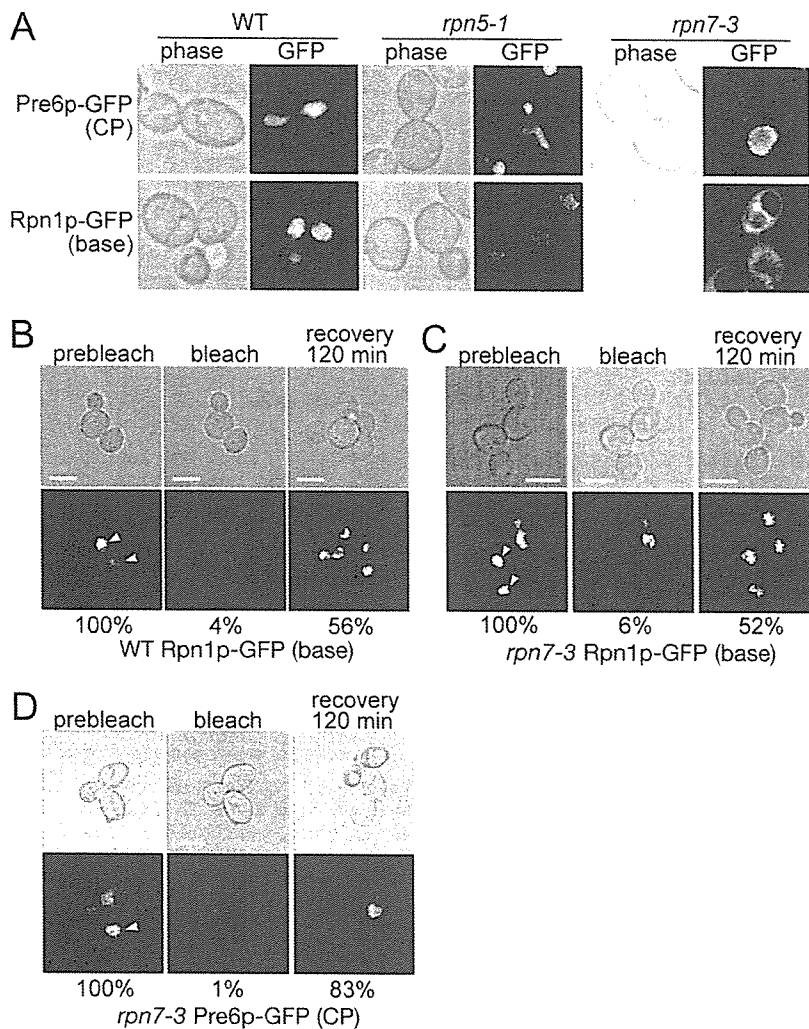 A
WT rpn5-1 rpn7-3
phase GFP phase GFP phase GFP
Pre6p-GFP
(CP)
Rpn1p-GFP
(base)
B
prebleach bleach recovery
120 min
100% 4% 56%
WT Rpn1p-GFP (base)
C
prebleach bleach recovery
120 min
100% 6% 52%
rpn7-3 Rpn1p-GFP (base)
D
prebleach bleach recovery
120 min
100% 1% 83%
rpn7-3 Pre6p-GFP (CP)